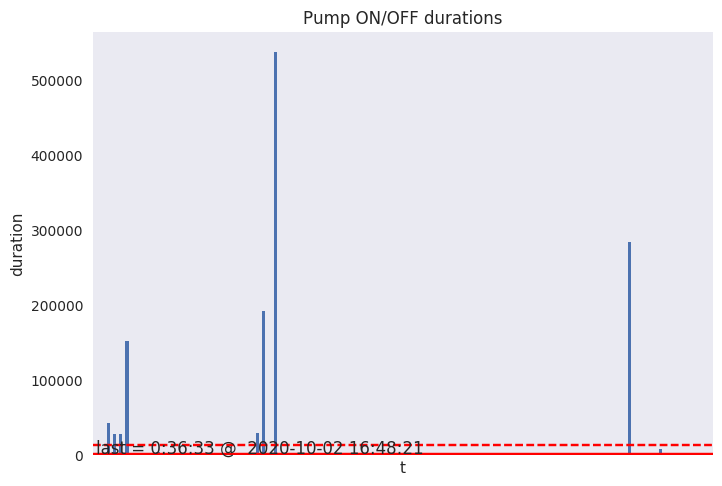 Pump ON/OFF durations
500000
400000
300000
200000
100000
0
duration
last = 0:36:33 @ 2020-10-02 16:48:21
t